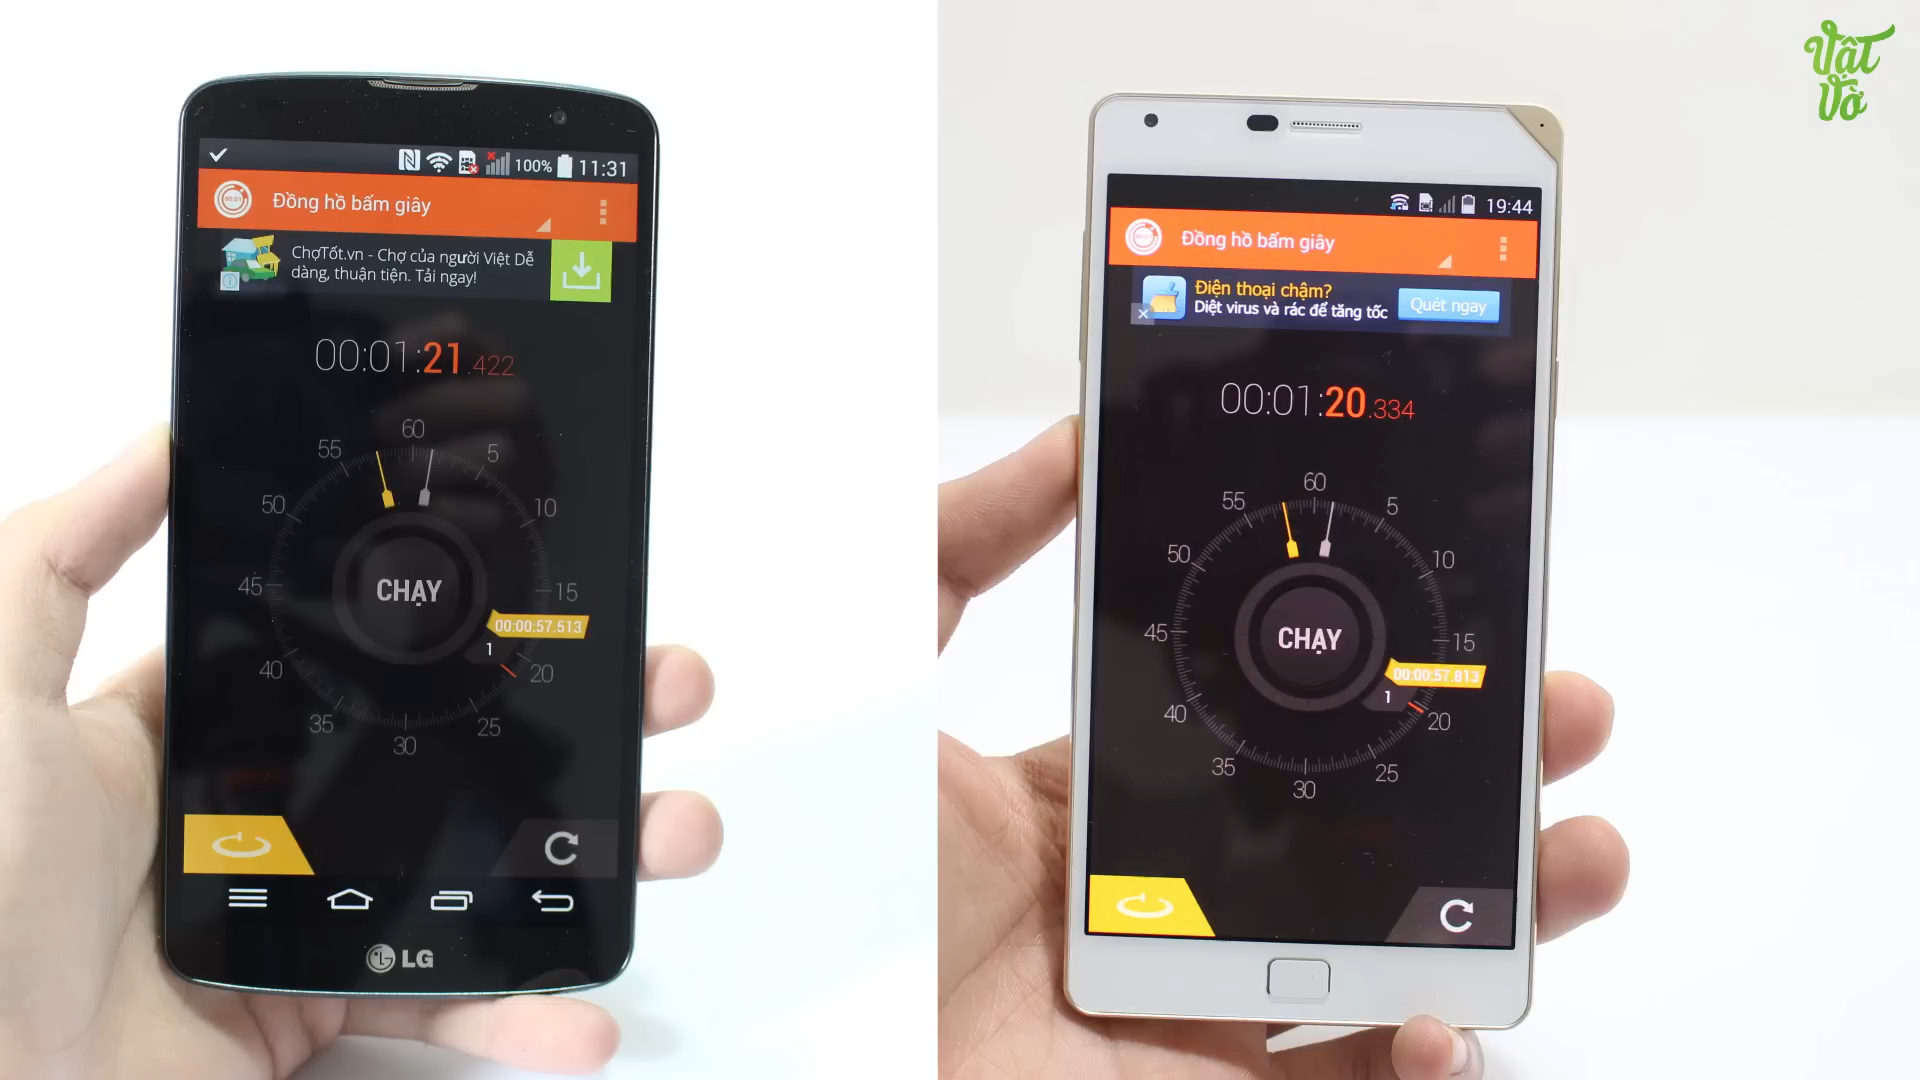 Vật
Vờ
100% 11:31
Đồng hồ bấm giây
ChợTốt.vn - Chợ của người Việt Dễ
dàng, thuận tiện. Tải ngay!
00:01:21.422
60
55
5
50
10
CHẠY
45
15
00:00:57.513
1
40
20
35
25
30
LG
19:44
Đồng hồ bấm giây
Điện thoại chậm?
Diệt virus và rác để tăng tốc
Quét ngay
00:01:20.334
60
55
5
50
10
CHẠY
45
15
00:00:57.813
1
40
20
35
25
30